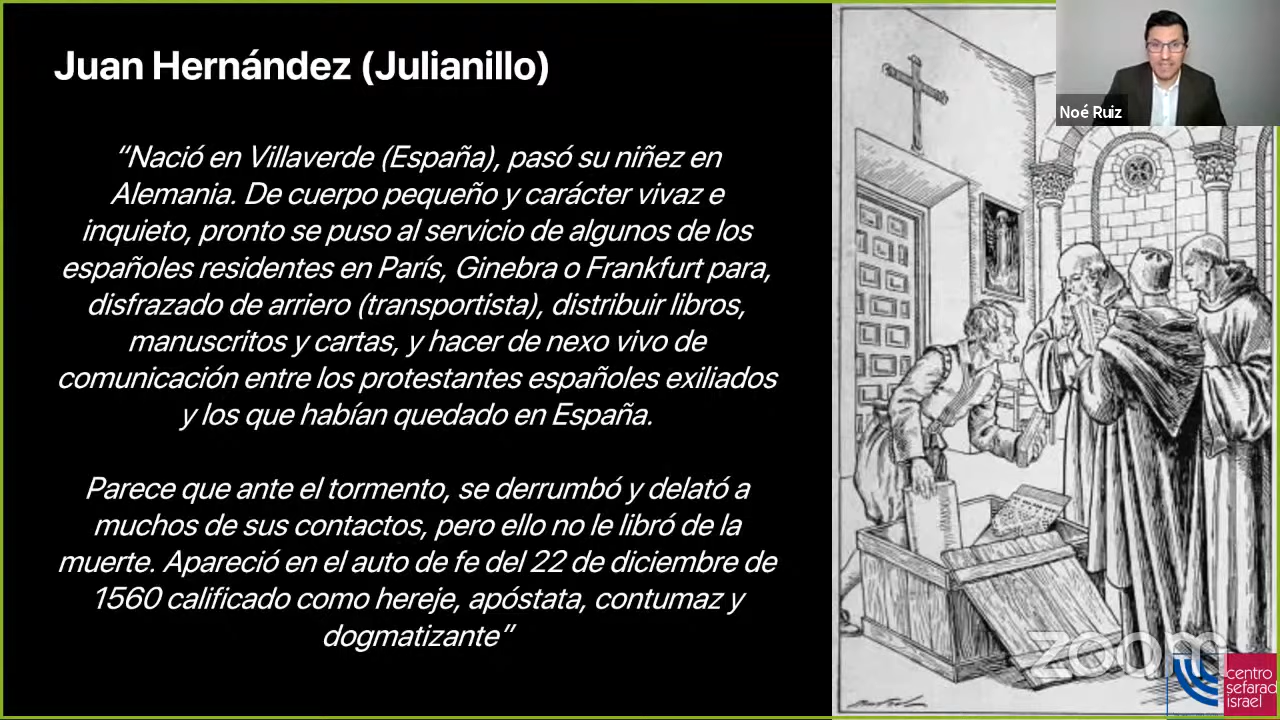 Juan Hernández (Julianillo)
“Nació en Villaverde (España), pasó su niñez en
Alemania. De cuerpo pequeño y carácter vivaz e
inquieto, pronto se puso al servicio de algunos de los
españoles residentes en París, Ginebra o Frankfurt para,
disfrazado de arriero (transportista), distribuir libros,
manuscritos y cartas, y hacer de nexo vivo de
comunicación entre los protestantes españoles exiliados
y los que habían quedado en España.
Parece que ante el tormento, se derrumbó y delató a
muchos de sus contactos, pero ello no le libró de la
muerte. Apareció en el auto de fe del 22 de diciembre de
1560 calificado como hereje, apóstata, contumaz y
dogmatizante”
Noé Ruiz
zoom
centro
sefarad
israel